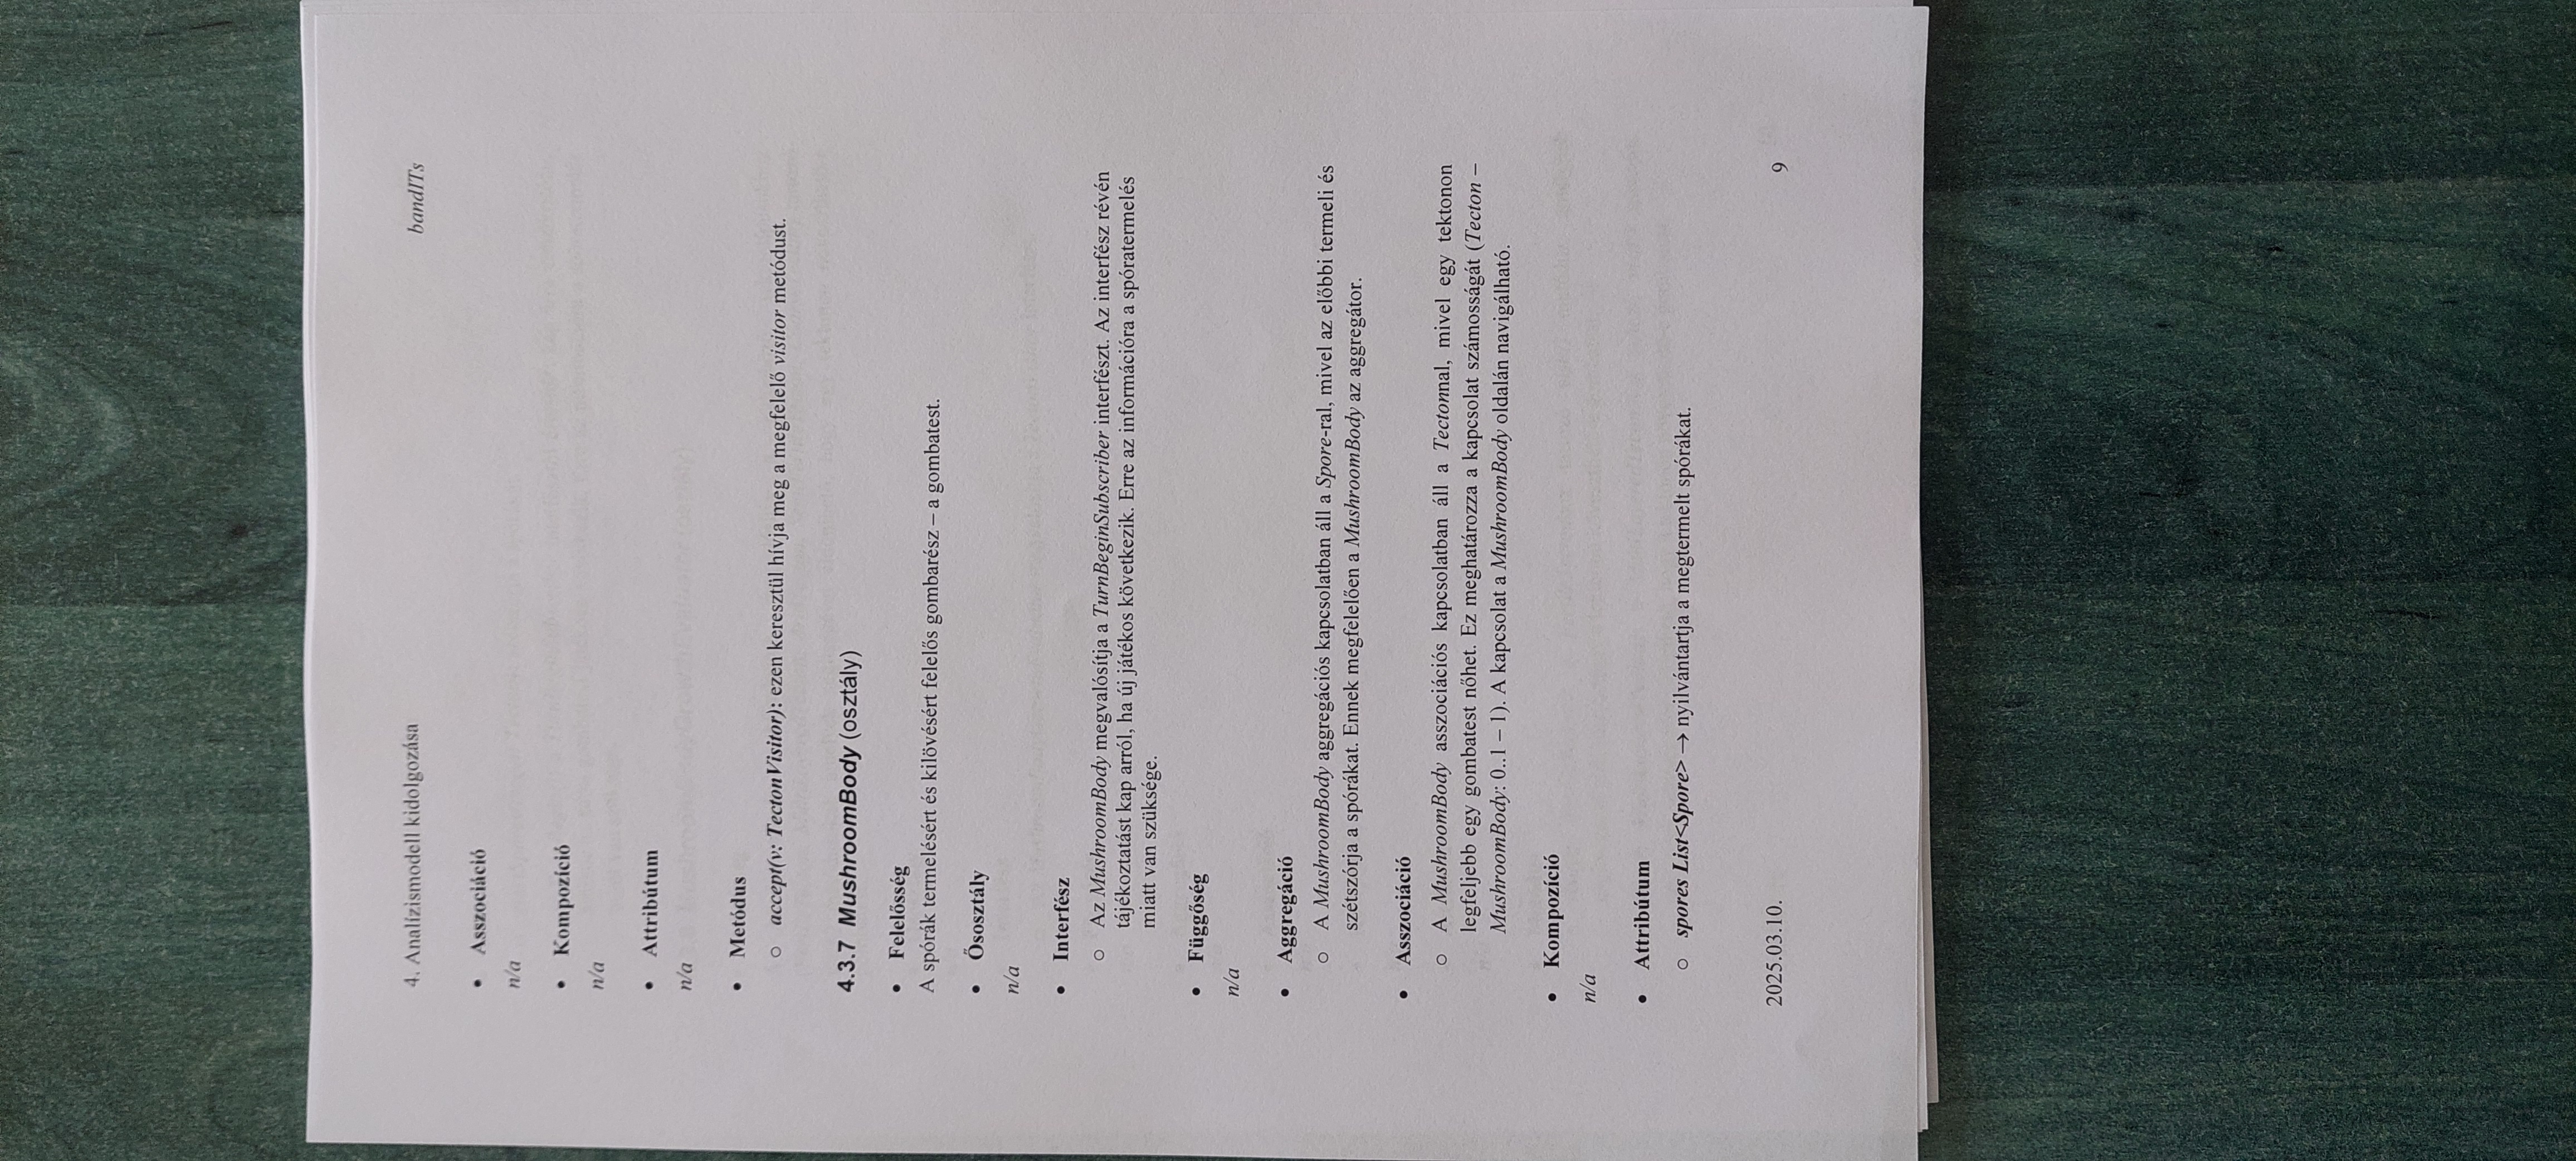 4. Analízismodell kidolgozása bandITs
• Asszociáció
n/a
• Kompozíció
n/a
• Attribútum
n/a
• Metódus
○ accept(v: TectonVisitor): ezen keresztül hívja meg a megfelelő visitor metódust.
4.3.7 MushroomBody (osztály)
• Felelősség
A spórák termelésért és kilövésért felelős gombarész – a gombatest.
• Ősosztály
n/a
• Interfész
○ Az MushroomBody megvalósítja a TurnBeginSubscriber interfészt. Az interfész révén
tájékoztatást kap arról, ha új játékos következik. Erre az információra a spóratermelés
miatt van szüksége.
• Függőség
n/a
• Aggregáció
○ A MushroomBody aggregációs kapcsolatban áll a Spore-ral, mivel az előbbi termeli és
szétszórja a spórákat. Ennek megfelelően a MushroomBody az aggregátor.
• Asszociáció
○ A MushroomBody asszociációs kapcsolatban áll a Tectonnal, mivel egy tektonon
legfeljebb egy gombatest nőhet. Ez meghatározza a kapcsolat számosságát (Tecton –
MushroomBody: 0..1 – 1). A kapcsolat a MushroomBody oldalán navigálható.
• Kompozíció
n/a
• Attribútum
○ spores List<Spore> → nyilvántartja a megtermelt spórákat.
2025.03.10. 9